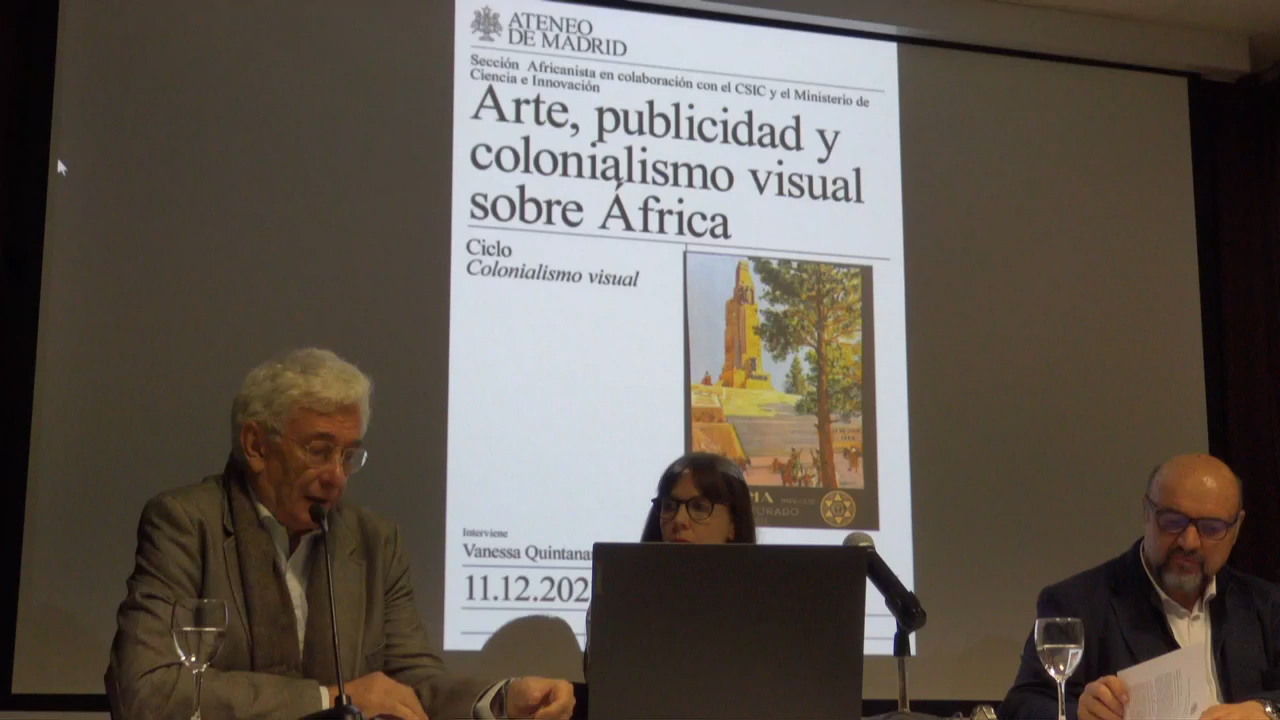 ATENEO
DE MADRID
Sección Africanista en colaboración con el CSIC y el Ministerio de
Ciencia e Innovación
Arte, publicidad y
colonialismo visual
sobre África
Ciclo
Colonialismo visual
Interviene
Vanessa Quintana
11.12.202